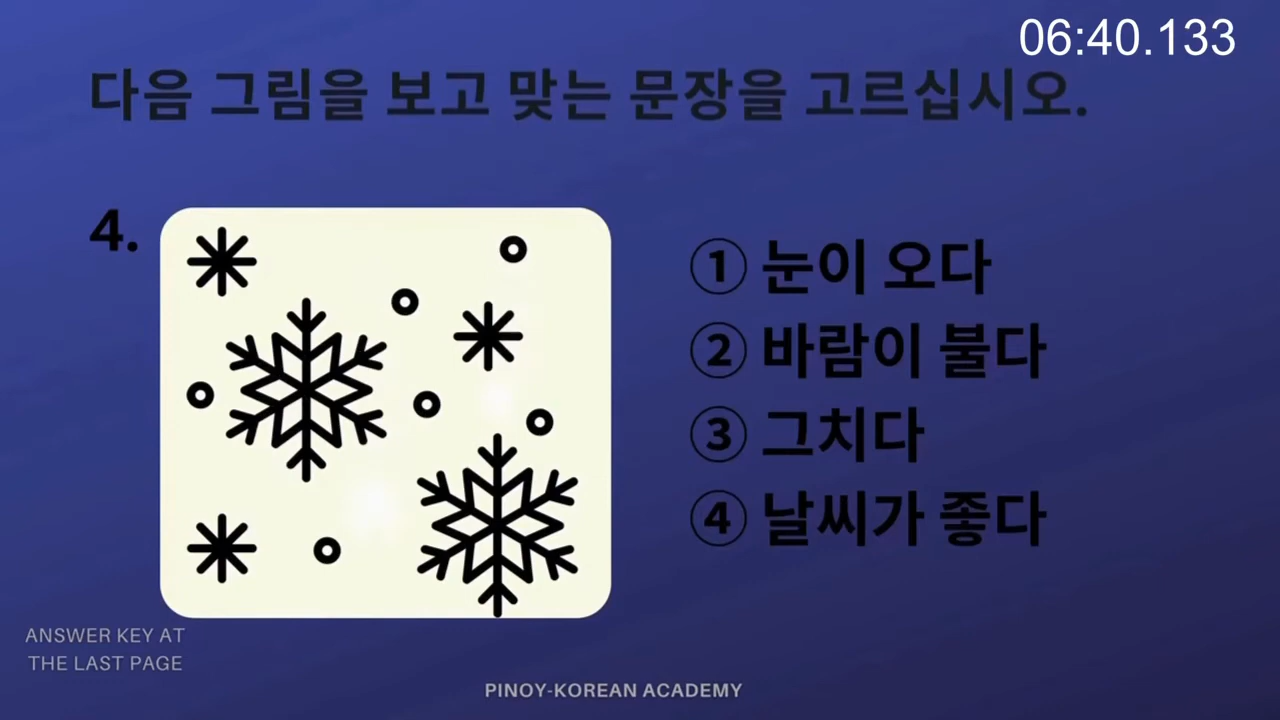 06:40.133
다음 그림을 보고 맞는 문장을 고르십시오.
4.
① 눈이 오다
② 바람이 불다
③ 그치다
④ 날씨가 좋다
ANSWER KEY AT
THE LAST PAGE
PINOY-KOREAN ACADEMY